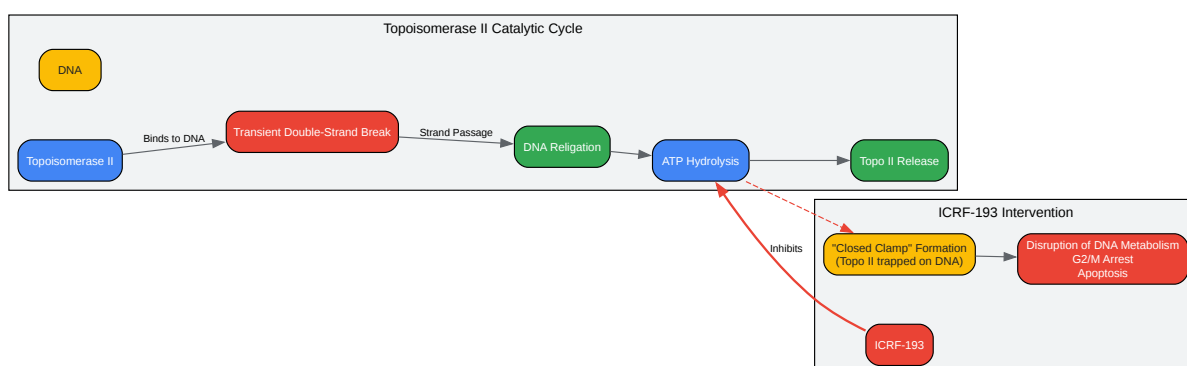 Topoisomerase II Catalytic Cycle
DNA
Topoisomerase II
Binds to DNA
Transient Double-Strand Break
Strand Passage
DNA Religation
ATP Hydrolysis
Topo II Release
ICRF-193 Intervention
"Closed Clamp" Formation
(Topo II trapped on DNA)
Disruption of DNA Metabolism
G2/M Arrest
Apoptosis
Inhibits
ICRF-193